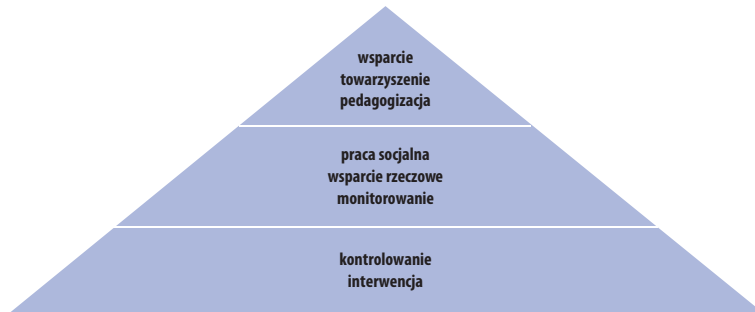 wsparcie
towarzyszenie
pedagogizacja
praca socjalna
wsparcie rzeczowe
monitorowanie
kontrolowanie
interwencja